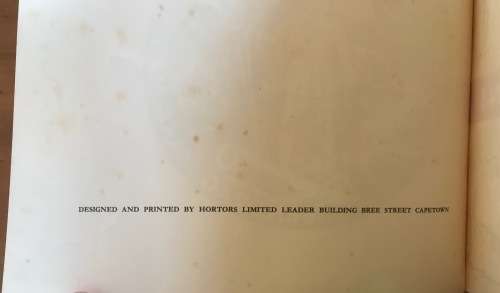 DESIGNED AND PRINTED BY HORTORS LIMITED LEADER BUILDING BREE STREET CAPETOWN